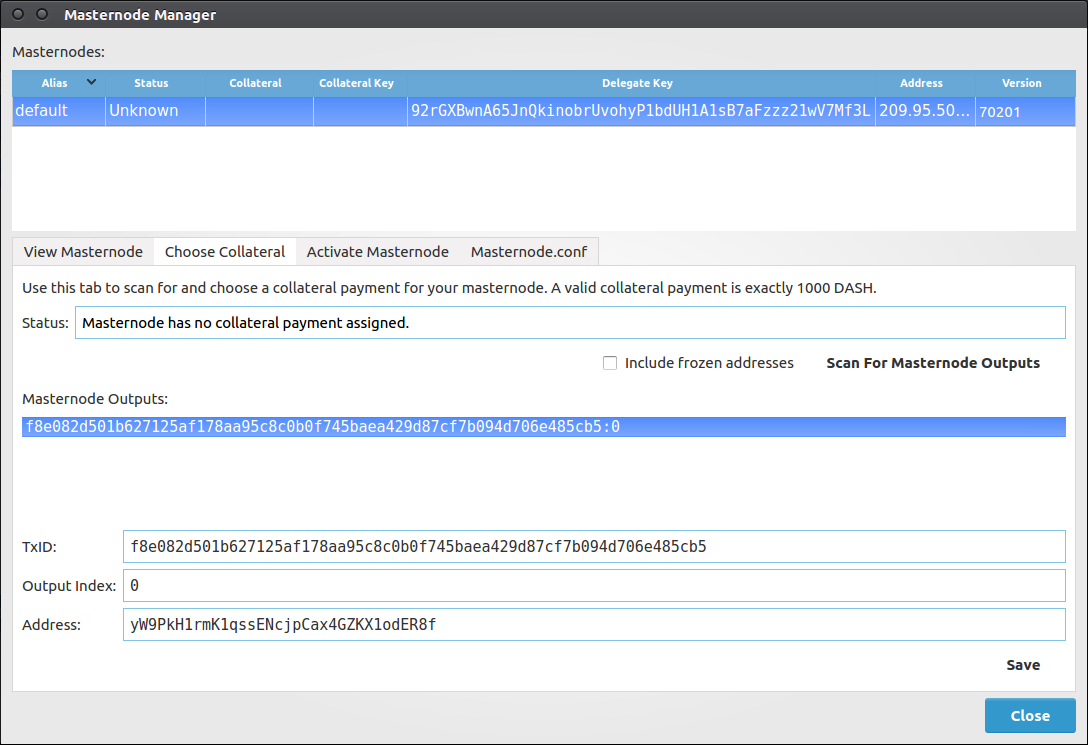 Masternode Manager
Masternodes:
Alias Status Collateral Collateral Key Delegate Key Address Version
default Unknown 92rGXBwnA65JnQkinobrUvohyP1bdUH1A1sB7aFzzz21wV7Mf3L 209.95.50... 70201
View Masternode Choose Collateral Activate Masternode Masternode.conf
Use this tab to scan for and choose a collateral payment for your masternode. A valid collateral payment is exactly 1000 DASH.
Status: Masternode has no collateral payment assigned.
Include frozen addresses Scan For Masternode Outputs
Masternode Outputs:
f8e082d501b627125af178aa95c8c0b0f745baea429d87cf7b094d706e485cb5:0
TxID: f8e082d501b627125af178aa95c8c0b0f745baea429d87cf7b094d706e485cb5
Output Index: 0
Address: yW9PkH1rmK1qssENcjpCax4GZKX1odER8f
Save
Close